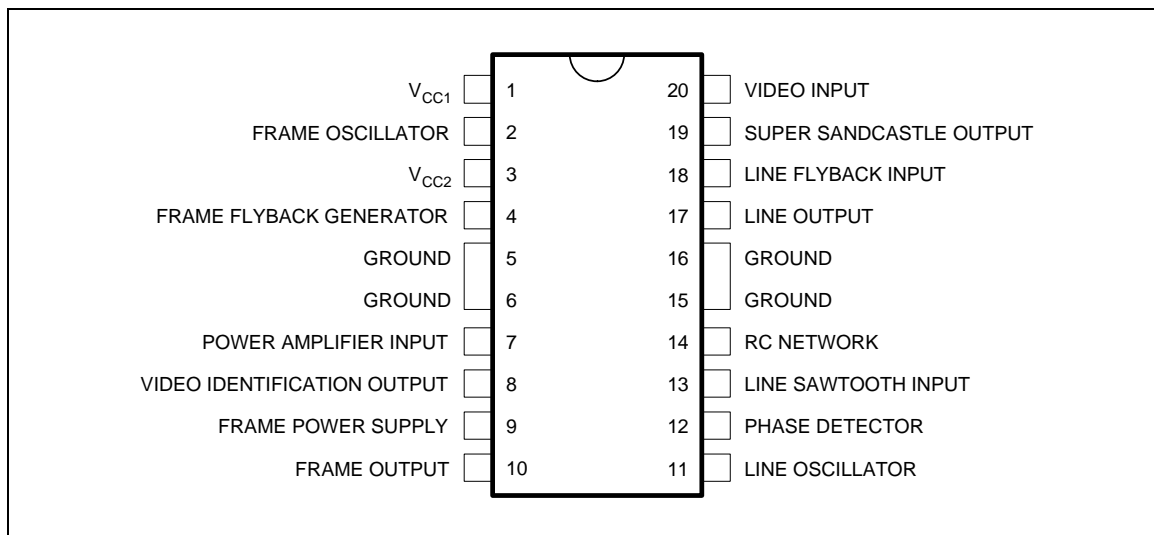 V_CC1 1 20 VIDEO INPUT
FRAME OSCILLATOR 2 19 SUPER SANDCASTLE OUTPUT
V_CC2 3 18 LINE FLYBACK INPUT
FRAME FLYBACK GENERATOR 4 17 LINE OUTPUT
GROUND 5 16 GROUND
GROUND 6 15 GROUND
POWER AMPLIFIER INPUT 7 14 RC NETWORK
VIDEO IDENTIFICATION OUTPUT 8 13 LINE SAWTOOTH INPUT
FRAME POWER SUPPLY 9 12 PHASE DETECTOR
FRAME OUTPUT 10 11 LINE OSCILLATOR